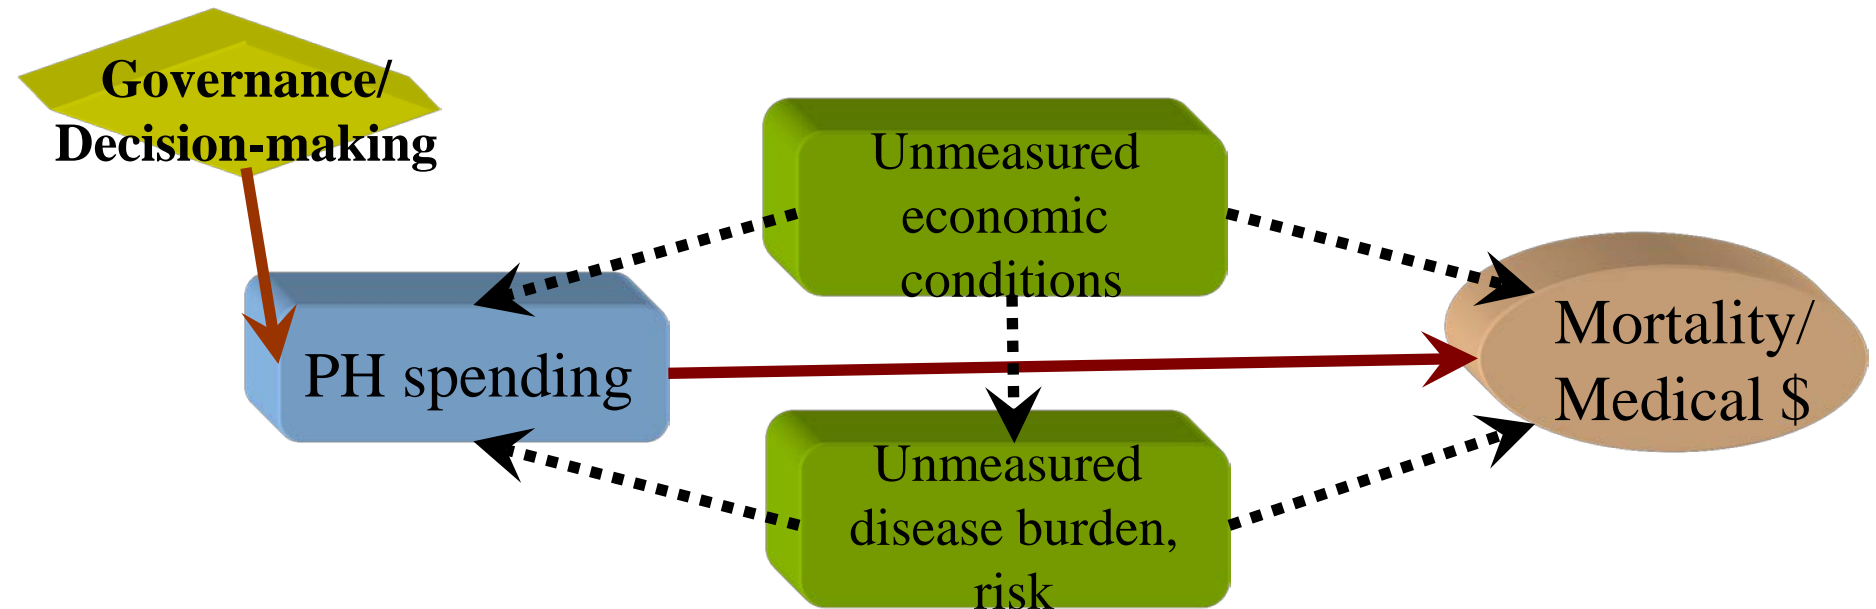 Governance/
Decision-making
Unmeasured
economic
conditions
PH spending
Mortality/
Medical $
Unmeasured
disease burden,
risk